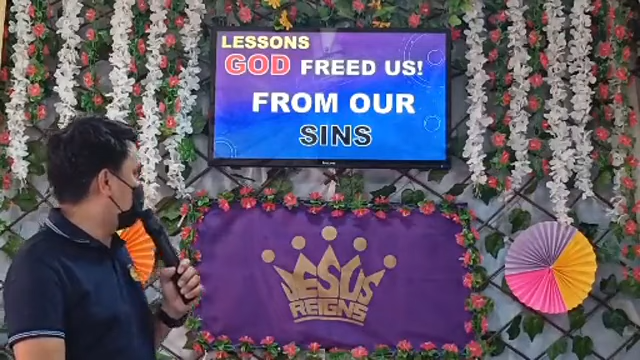 LESSONS
GOD FREED US!
FROM OUR
SINS
JESUS
REIGNS